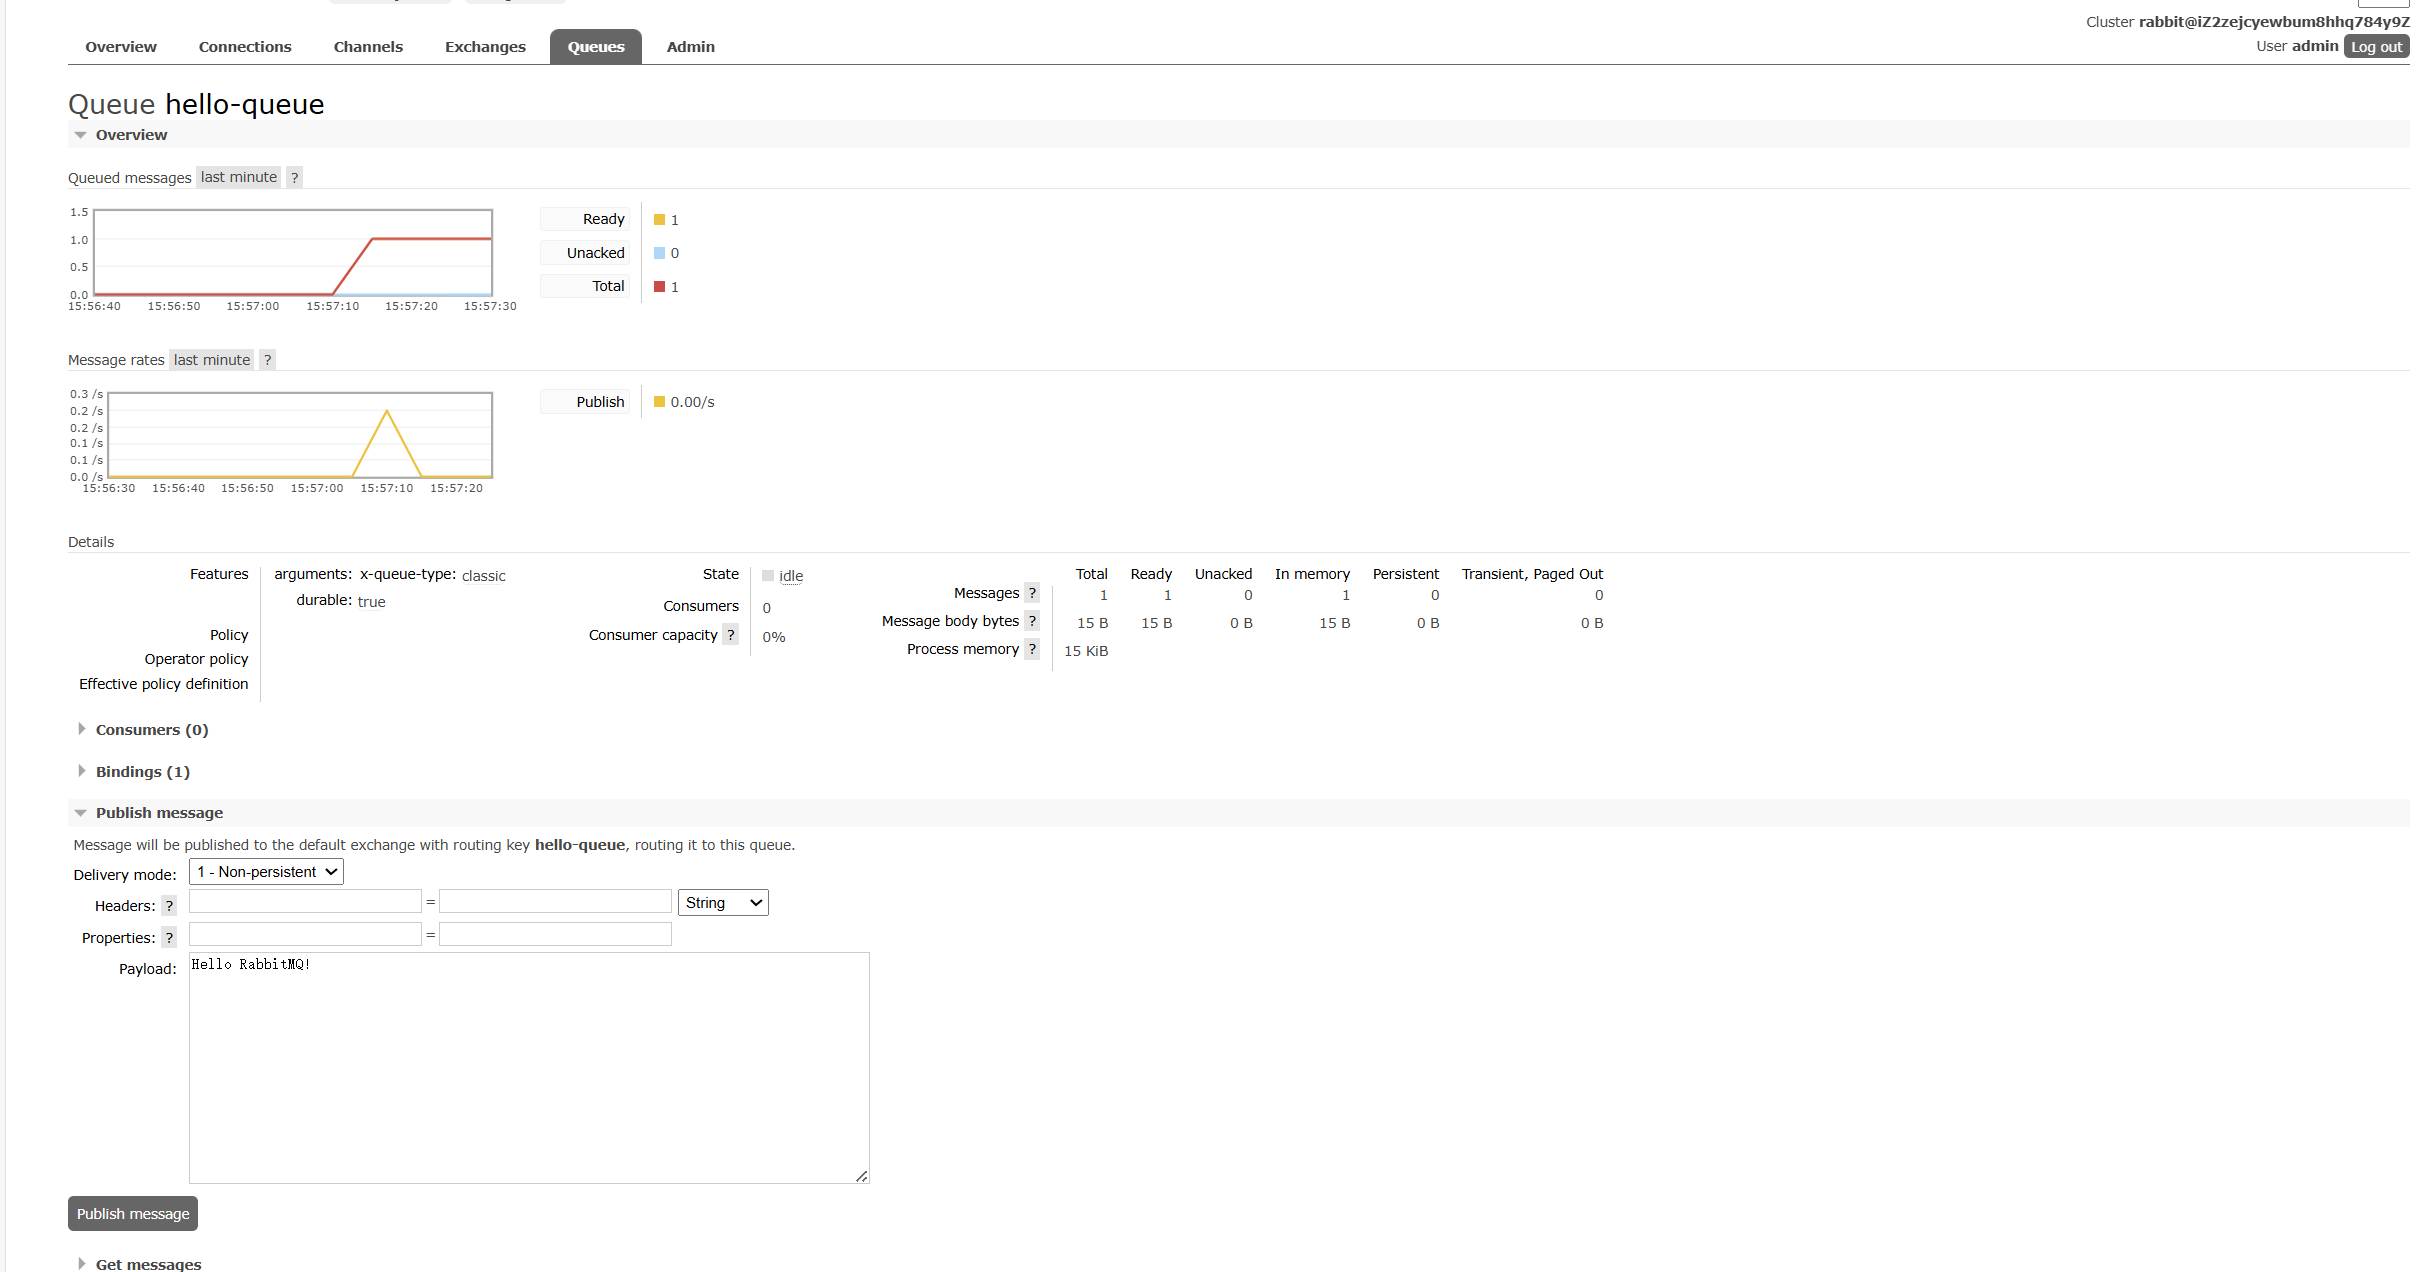 Cluster rabbit@iZ2zejcyewbum8hhq784y9Z
Overview Connections Channels Exchanges Queues Admin
User admin Log out
Queue hello-queue
Overview
Queued messages last minute ?
1.5
1.0
0.5
0.0
15:56:40 15:56:50 15:57:00 15:57:10 15:57:20 15:57:30
Ready 1
Unacked 0
Total 1
Message rates last minute ?
0.3 /s
0.2 /s
0.2 /s
0.1 /s
0.1 /s
0.0 /s
15:56:30 15:56:40 15:56:50 15:57:00 15:57:10 15:57:20
Publish 0.00/s
Details
Features arguments: x-queue-type: classic
durable: true
Policy
Operator policy
Effective policy definition
State idle
Consumers 0
Consumer capacity ? 0%
Total Ready Unacked In memory Persistent Transient, Paged Out
Messages ? 1 1 0 1 0 0
Message body bytes ? 15 B 15 B 0 B 15 B 0 B 0 B
Process memory ? 15 KiB
Consumers (0)
Bindings (1)
Publish message
Message will be published to the default exchange with routing key hello-queue, routing it to this queue.
Delivery mode: 1 - Non-persistent
Headers: ? = String
Properties: ? =
Payload: Hello RabbitMQ!
Publish message
Get messages